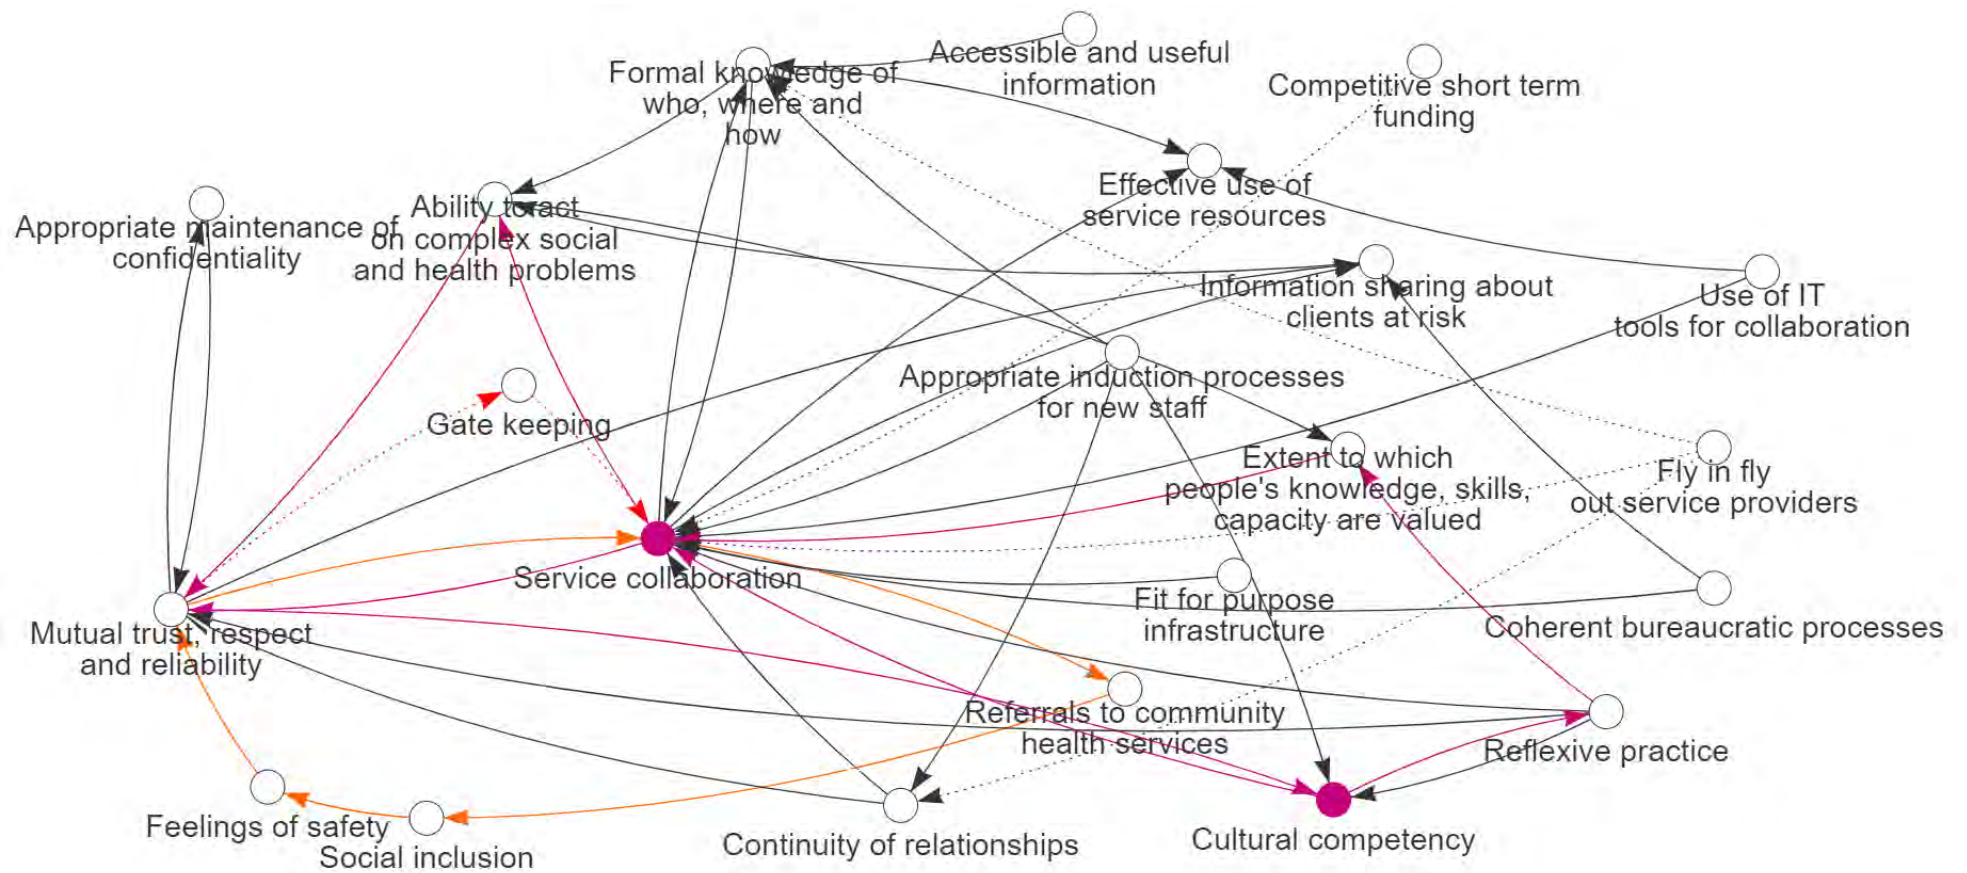 Accessible and useful
information
Formal knowledge of
who, where and
how
Competitive short term
funding
Effective use of
service resources
Appropriate maintenance of
confidentiality
Ability to act
on complex social
and health problems
Information sharing about
clients at risk
Use of IT
tools for collaboration
Appropriate induction processes
for new staff
Gate keeping
Extent to which
people's knowledge, skills,
capacity are valued
Fly in fly
out service providers
Service collaboration
Fit for purpose
infrastructure
Coherent bureaucratic processes
Mutual trust, respect
and reliability
Referrals to community
health services
Reflexive practice
Feelings of safety
Social inclusion
Continuity of relationships
Cultural competency